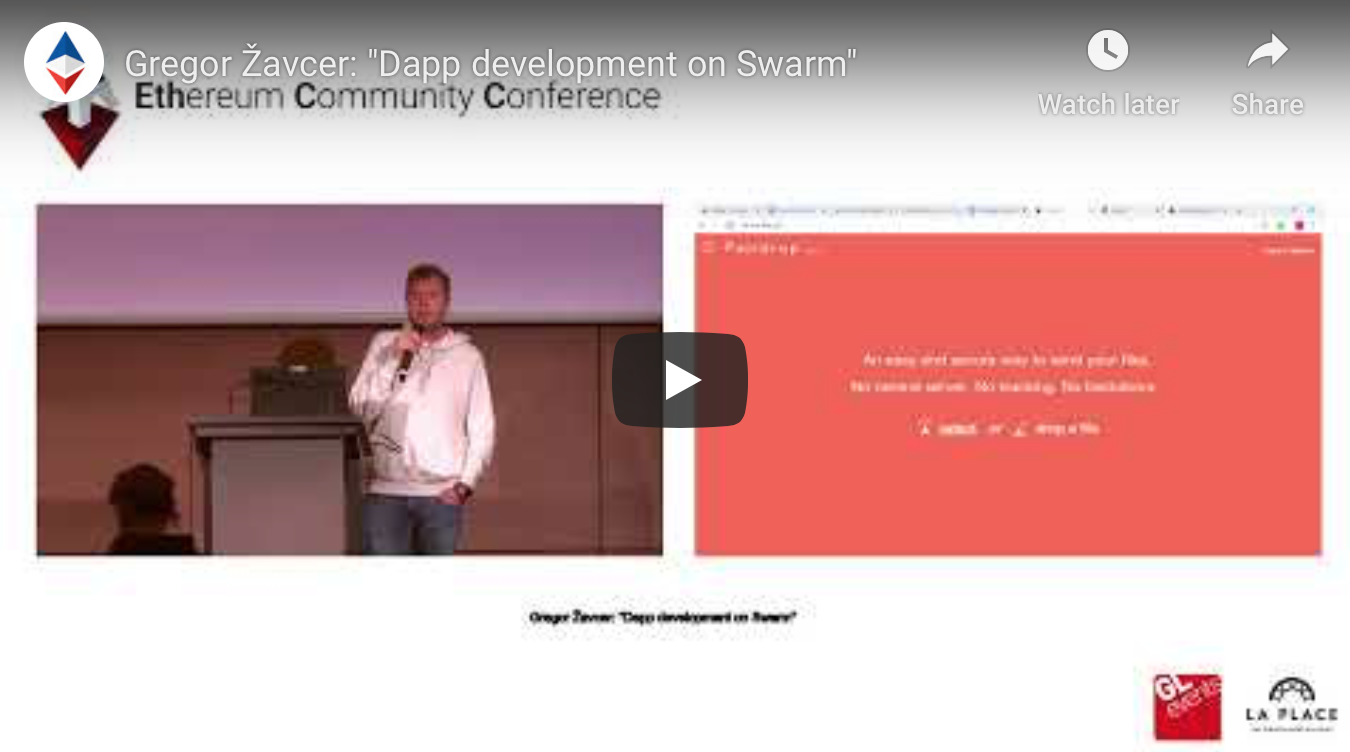 Gregor Žavcer: "Dapp development on Swarm"
Watch later
Share
Ethereum Community Conference
An easy and secure way to send your files.
No central server. No tracking. No backdoors.
select or drop a file
Gregor Žavcer: "Dapp development on Swarm"
GL events
LA PLACE